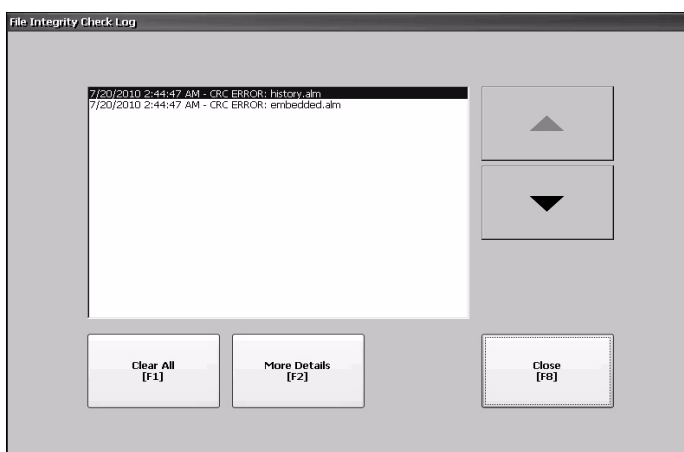 File Integrity Check Log
7/20/2010 2:44:47 AM - CRC ERROR: history.alm
7/20/2010 2:44:47 AM - CRC ERROR: embedded.alm
Clear All
[F1]
More Details
[F2]
Close
[F8]